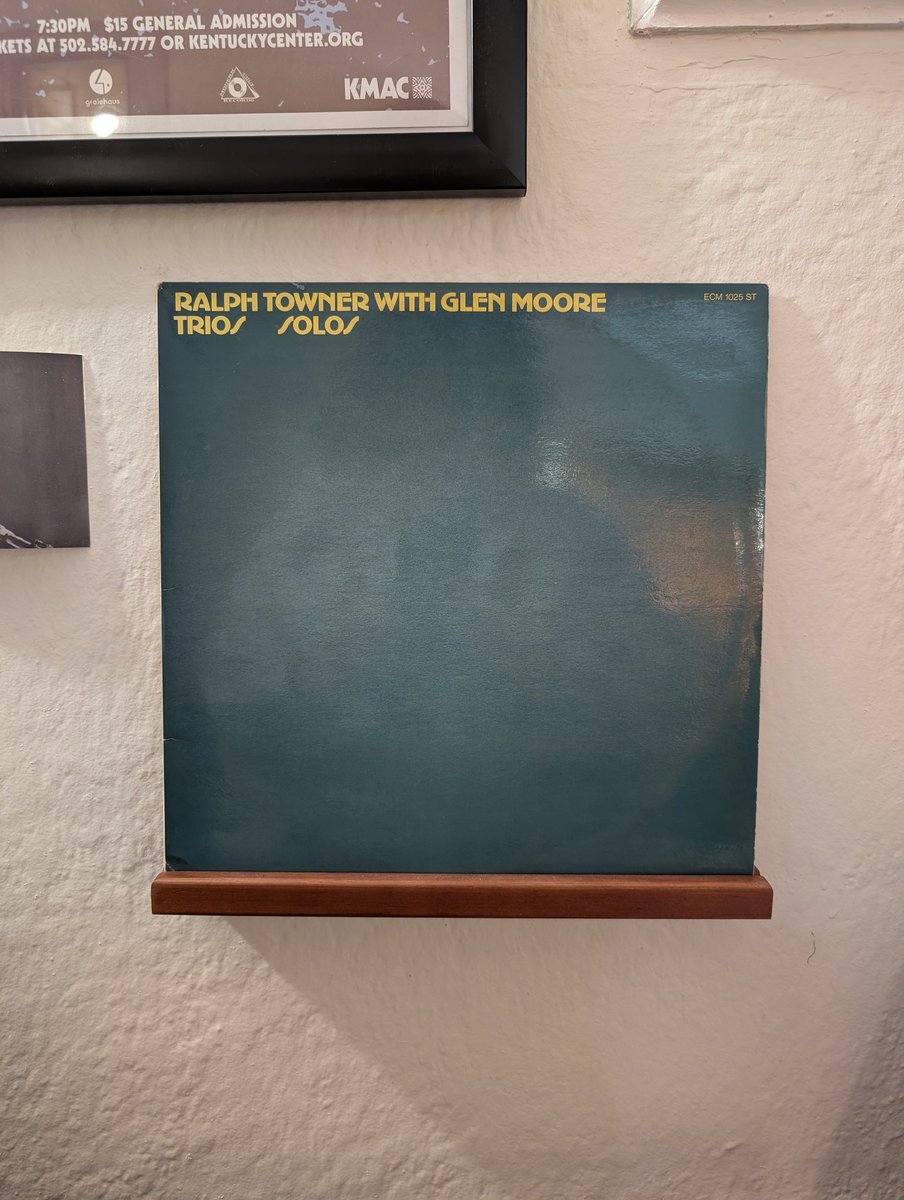 7:30PM $15 GENERAL ADMISSION
KETS AT 502.584.7777 OR KENTUCKYCENTER.ORG
gralehaus
KMAC
RALPH TOWNER WITH GLEN MOORE
TRIOS SOLOS
ECM 1025 ST